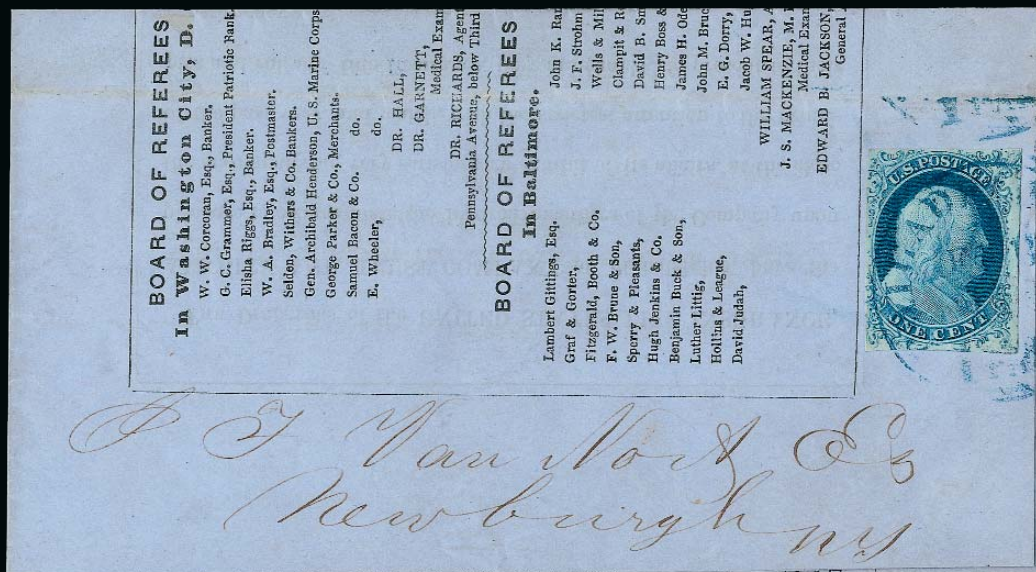 BOARD OF REFEREES
In Washington City, D.
W. W. Corcoran, Esq., Banker.
G. C. Grammer, Esq., President Patriotic Bank.
Elisha Riggs, Esq., Banker.
W. A. Bradley, Esq., Postmaster.
Selden, Withers & Co. Bankers.
Gen. Archibald Henderson, U. S. Marine Corps
George Parker & Co., Merchants.
Samuel Bacon & Co. do.
E. Wheeler, do.
DR. HALL,
DR. GARNETT,
Medical Exam
DR. RICHARDS, Agent
Pennsylvania Avenue, below Third
BOARD OF REFEREES
In Baltimore.
Lambert Gittings, Esq. John K. Ran
Graf & Gorter, J. F. Strohm
Fitzgerald, Booth & Co. Wells & Mil
F. W. Brune & Son, Clampit & R
Sperry & Pleasants, David B. Sm
Hugh Jenkins & Co. Henry Boss &
Benjamin Buck & Son, James H. Ode
Luther Littig, John M. Bruc
Hollins & League, E. G. Dorry,
David Judah, Jacob W. Hu
WILLIAM SPEAR, A
J. S. MACKENZIE, M.
Medical Exan
EDWARD B. JACKSON,
General
U.S. POSTAGE
PAID
ONE CENT
Van Nort Esq
Newburgh
NY